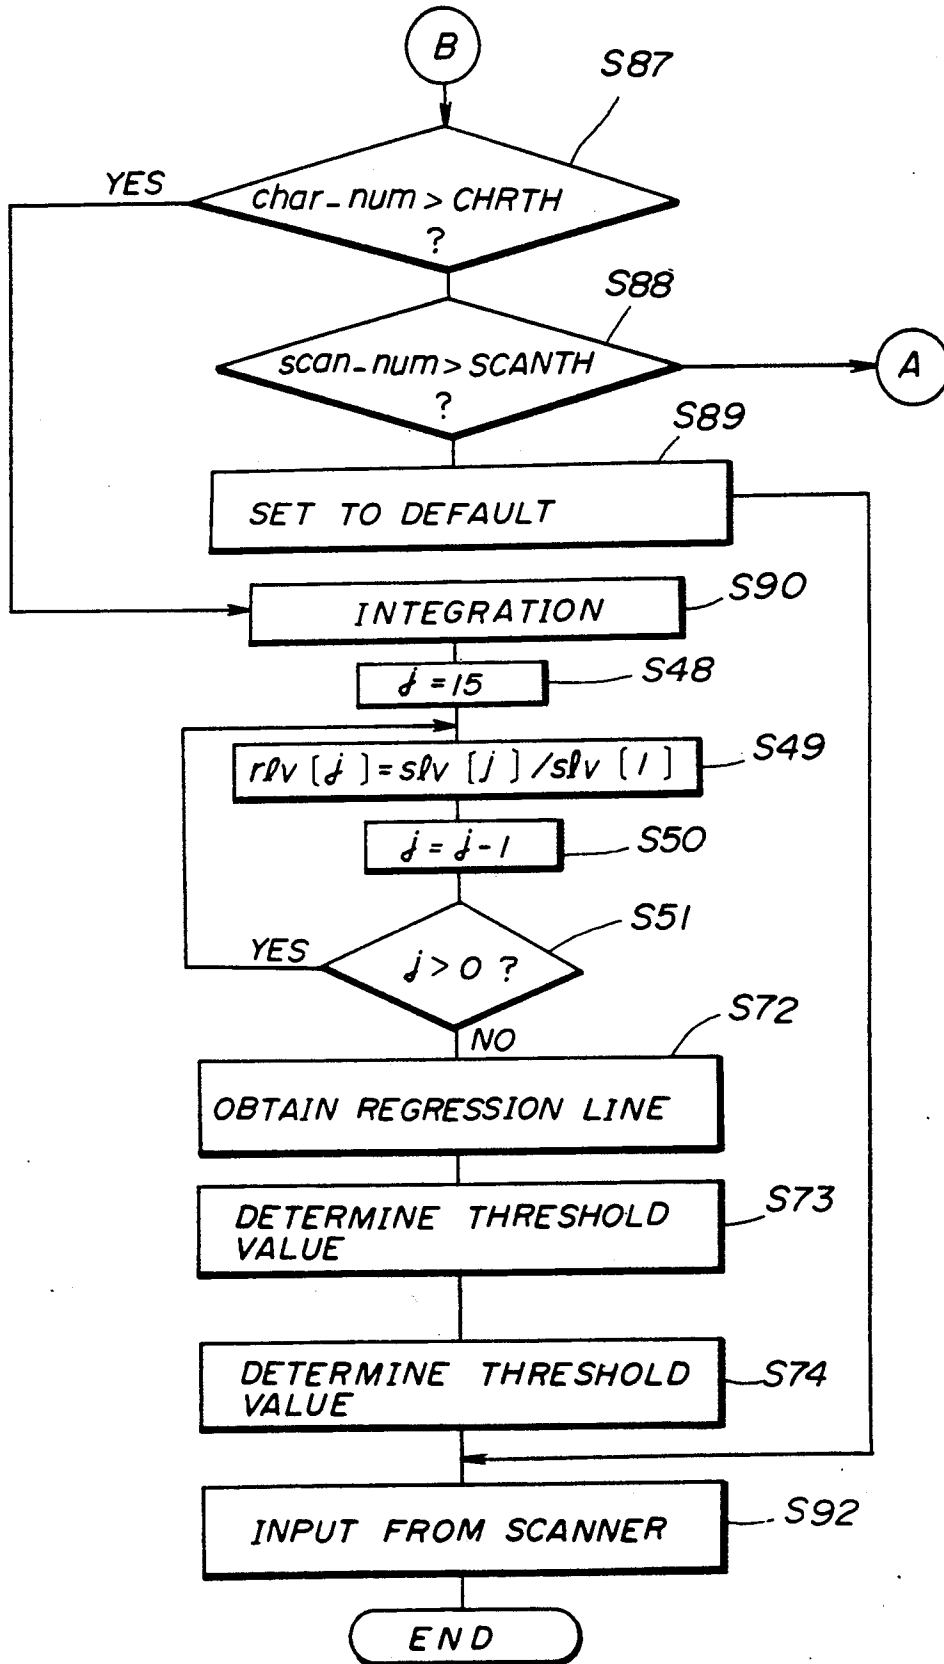 B
S87
YES
char_num > CHRTH
?
S88
scan_num > SCANTH
?
A
S89
SET TO DEFAULT
S90
INTEGRATION
S48
j = 15
S49
rlv [j] = slv [j] / slv [1]
S50
j = j - 1
S51
YES
j > 0 ?
NO
S72
OBTAIN REGRESSION LINE
S73
DETERMINE THRESHOLD
VALUE
S74
DETERMINE THRESHOLD
VALUE
S92
INPUT FROM SCANNER
END